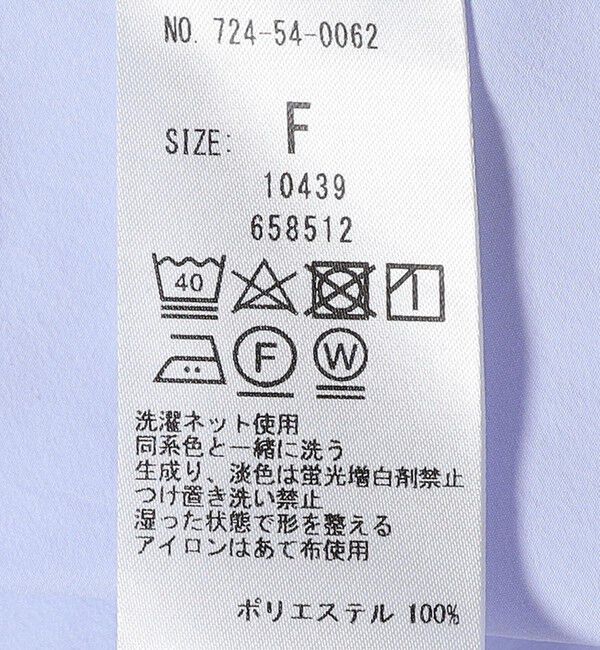 NO. 724-54-0062
SIZE: F
10439
658512
40
F W
洗濯ネット使用
同系色と一緒に洗う
生成り、淡色は蛍光増白剤禁止
つけ置き洗い禁止
湿った状態で形を整える
アイロンはあて布使用
ポリエステル 100%